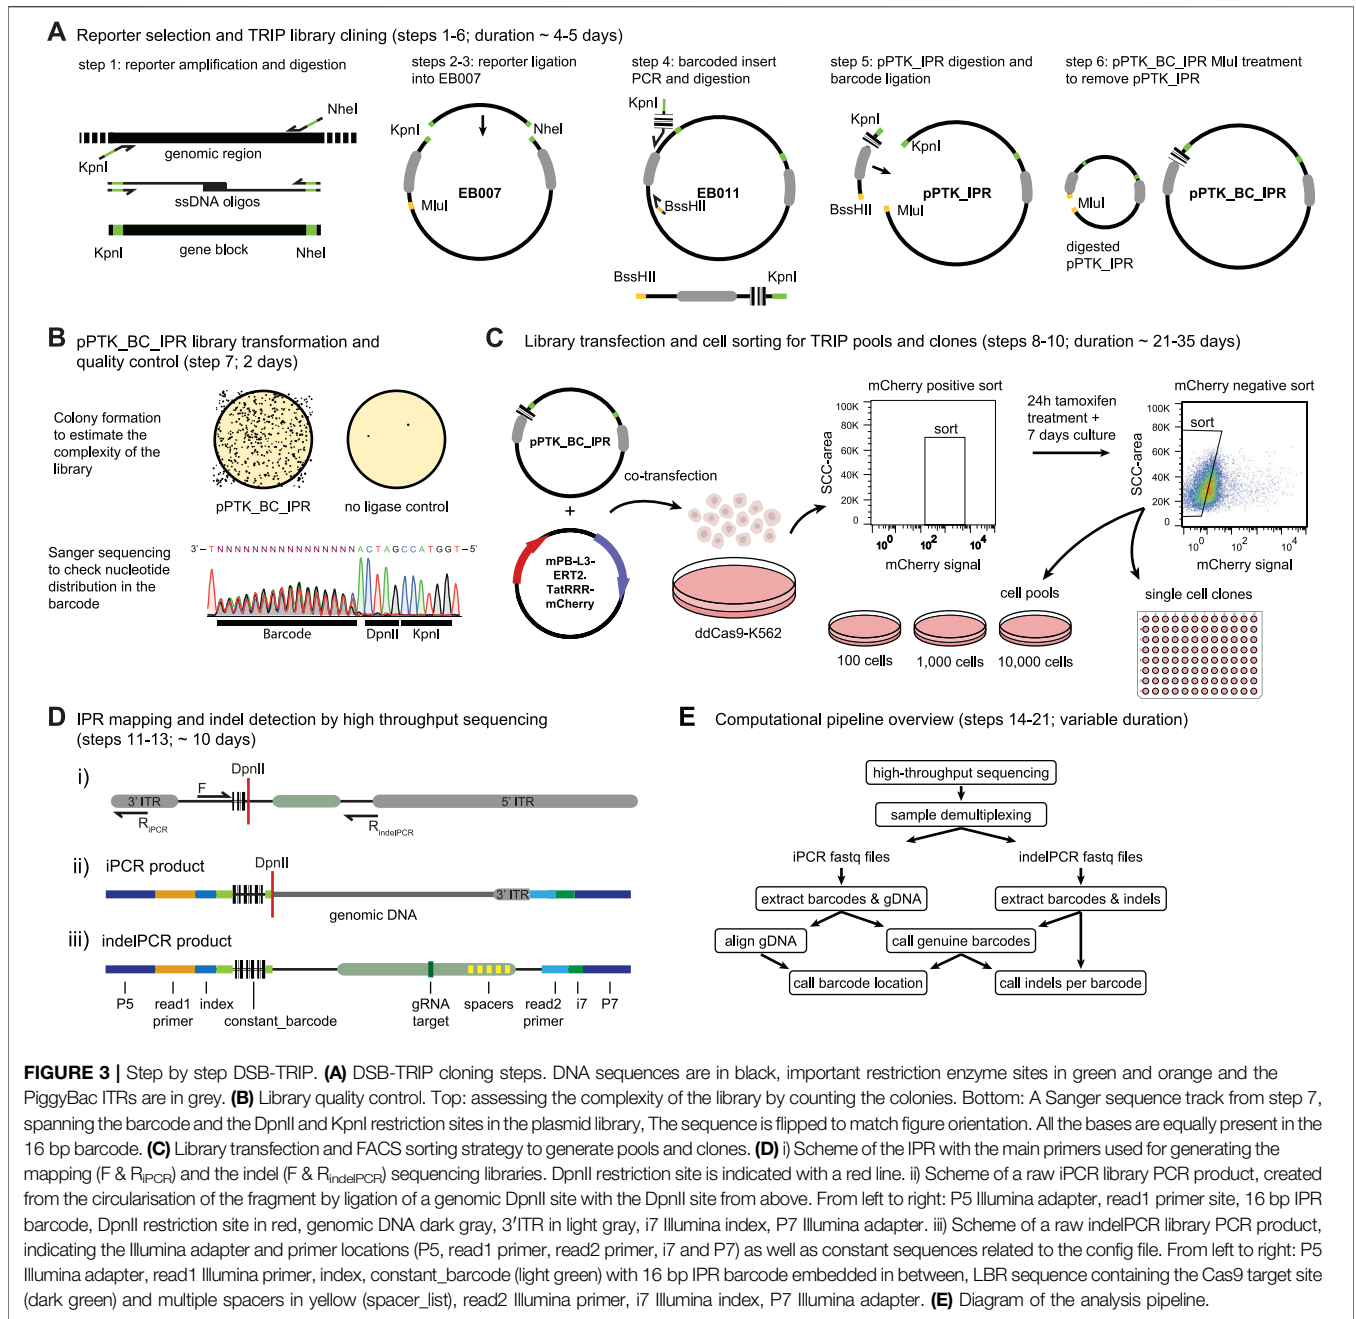 A Reporter selection and TRIP library clining (steps 1-6; duration ~ 4-5 days)
step 1: reporter amplification and digestion
NheI
KpnI
genomic region
ssDNA oligos
gene block
KpnI
NheI
steps 2-3: reporter ligation
into EB007
KpnI
NheI
EB007
MluI
step 4: barcoded insert
PCR and digestion
KpnI
EB011
BssHII
BssHII
KpnI
step 5: pPTK_IPR digestion and
barcode ligation
KpnI
KpnI
pPTK_IPR
BssHII
MluI
step 6: pPTK_BC_IPR MluI treatment
to remove pPTK_IPR
MluI
digested
pPTK_IPR
pPTK_BC_IPR
B pPTK_BC_IPR library transformation and
quality control (step 7; 2 days)
Colony formation
to estimate the
complexity of the
library
pPTK_BC_IPR
no ligase control
Sanger sequencing
to check nucleotide
distribution in the
barcode
3'–TNNNNNNNNNNNNNNNNACTAGCCATGGT–5'
Barcode
DpnII
KpnI
C Library transfection and cell sorting for TRIP pools and clones (steps 8-10; duration ~ 21-35 days)
pPTK_BC_IPR
+
mPB-L3-
ERT2.
TatRRR-
mCherry
co-transfection
ddCas9-K562
mCherry positive sort
100K
80K
60K
40K
20K
0
SCC-area
sort
10⁰
10²
10⁴
mCherry signal
24h tamoxifen
treatment +
7 days culture
mCherry negative sort
100K
80K
60K
40K
20K
0
SCC-area
sort
10⁰
10²
10⁴
mCherry signal
cell pools
100 cells
1,000 cells
10,000 cells
single cell clones
D IPR mapping and indel detection by high throughput sequencing
(steps 11-13; ~ 10 days)
i)
DpnII
F
3' ITR
5' ITR
RiPCR
RindelPCR
ii) iPCR product
DpnII
3' ITR
genomic DNA
iii) indelPCR product
P5
read1
primer
index
constant_barcode
gRNA
target
spacers
read2
primer
i7
P7
E Computational pipeline overview (steps 14-21; variable duration)
high-throughput sequencing
sample demultiplexing
iPCR fastq files
indelPCR fastq files
extract barcodes & gDNA
extract barcodes & indels
align gDNA
call genuine barcodes
call barcode location
call indels per barcode
FIGURE 3 | Step by step DSB-TRIP. (A) DSB-TRIP cloning steps. DNA sequences are in black, important restriction enzyme sites in green and orange and the
PiggyBac ITRs are in grey. (B) Library quality control. Top: assessing the complexity of the library by counting the colonies. Bottom: A Sanger sequence track from step 7,
spanning the barcode and the DpnII and KpnI restriction sites in the plasmid library, The sequence is flipped to match figure orientation. All the bases are equally present in the
16 bp barcode. (C) Library transfection and FACS sorting strategy to generate pools and clones. (D) i) Scheme of the IPR with the main primers used for generating the
mapping (F & RiPCR) and the indel (F & RindelPCR) sequencing libraries. DpnII restriction site is indicated with a red line. ii) Scheme of a raw iPCR library PCR product, created
from the circularisation of the fragment by ligation of a genomic DpnII site with the DpnII site from above. From left to right: P5 Illumina adapter, read1 primer site, 16 bp IPR
barcode, DpnII restriction site in red, genomic DNA dark gray, 3′ITR in light gray, i7 Illumina index, P7 Illumina adapter. iii) Scheme of a raw indelPCR library PCR product,
indicating the Illumina adapter and primer locations (P5, read1 primer, read2 primer, i7 and P7) as well as constant sequences related to the config file. From left to right: P5
Illumina adapter, read1 Illumina primer, index, constant_barcode (light green) with 16 bp IPR barcode embedded in between, LBR sequence containing the Cas9 target site
(dark green) and multiple spacers in yellow (spacer_list), read2 Illumina primer, i7 Illumina index, P7 Illumina adapter. (E) Diagram of the analysis pipeline.